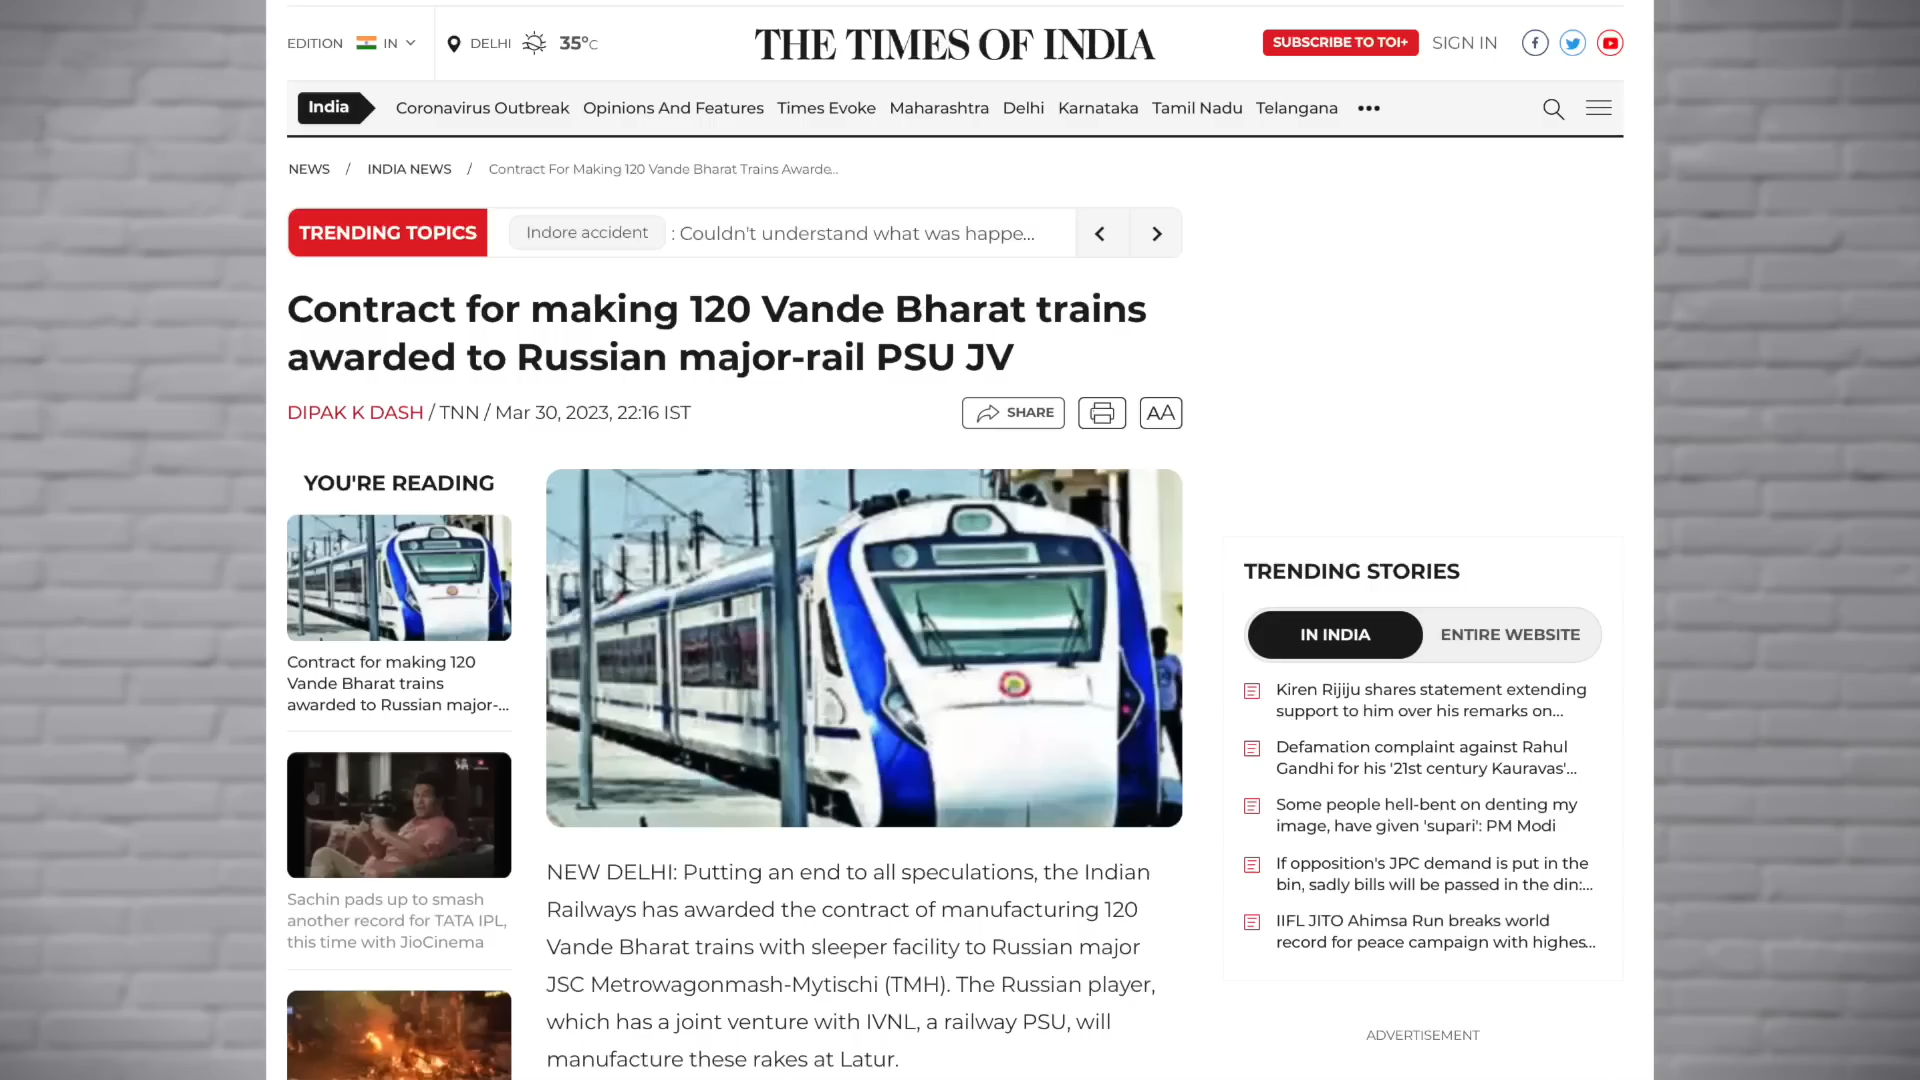 EDITION IN DELHI 35°C
THE TIMES OF INDIA
SUBSCRIBE TO TOI+ SIGN IN
India Coronavirus Outbreak Opinions And Features Times Evoke Maharashtra Delhi Karnataka Tamil Nadu Telangana •••
NEWS / INDIA NEWS / Contract For Making 120 Vande Bharat Trains Awarde...
TRENDING TOPICS Indore accident : Couldn't understand what was happe...
Contract for making 120 Vande Bharat trains
awarded to Russian major-rail PSU JV
DIPAK K DASH / TNN / Mar 30, 2023, 22:16 IST
SHARE AA
YOU'RE READING
Contract for making 120
Vande Bharat trains
awarded to Russian major-...
Sachin pads up to smash
another record for TATA IPL,
this time with JioCinema
NEW DELHI: Putting an end to all speculations, the Indian
Railways has awarded the contract of manufacturing 120
Vande Bharat trains with sleeper facility to Russian major
JSC Metrowagonmash-Mytischi (TMH). The Russian player,
which has a joint venture with IVNL, a railway PSU, will
manufacture these rakes at Latur.
TRENDING STORIES
IN INDIA ENTIRE WEBSITE
Kiren Rijiju shares statement extending
support to him over his remarks on...
Defamation complaint against Rahul
Gandhi for his '21st century Kauravas'...
Some people hell-bent on denting my
image, have given 'supari': PM Modi
If opposition's JPC demand is put in the
bin, sadly bills will be passed in the din:...
IIFL JITO Ahimsa Run breaks world
record for peace campaign with highes...
ADVERTISEMENT